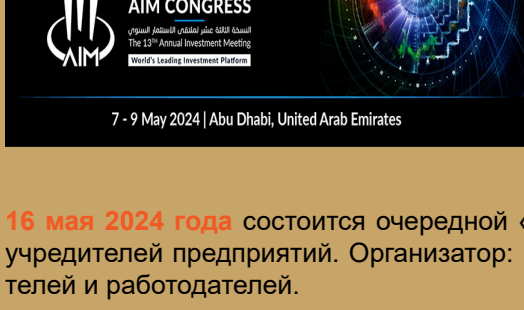 AIM CONGRESS
النسخة الثالثة عشر لملتقى الاستثمار السنوي
The 13TH Annual Investment Meeting
World's Leading Investment Platform
AIM
7 - 9 May 2024 | Abu Dhabi, United Arab Emirates
16 мая 2024 года состоится очередной «
учредителей предприятий. Организатор:
телей и работодателей.